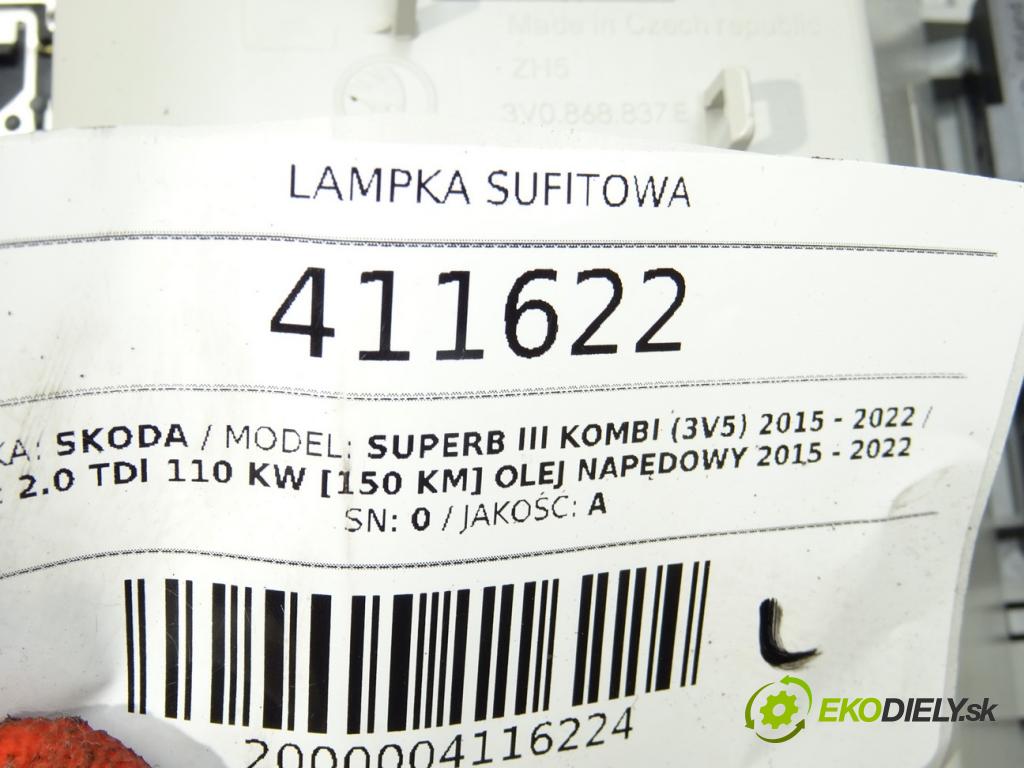 Made in Czech republic
ZH5
3V0.868.837 E
LAMPKA SUFITOWA
411622
KA: SKODA / MODEL: SUPERB III KOMBI (3V5) 2015 - 2022 /
: 2.0 TDI 110 KW [150 KM] OLEJ NAPĘDOWY 2015 - 2022
SN: 0 / JAKOŚĆ: A
L
2000004116224
EKODIELY.sk